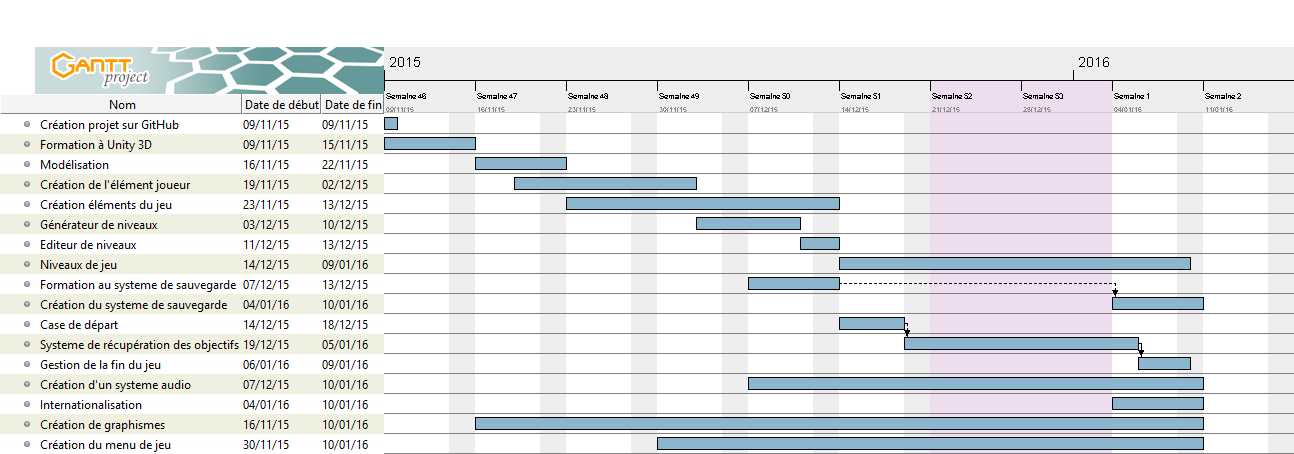 GANTT
project
2015
2016
Nom Date de début Date de fin
Semaine 46 Semaine 47 Semaine 48 Semaine 49 Semaine 50 Semaine 51 Semaine 52 Semaine 53 Semaine 1 Semaine 2
09/11/15 16/11/15 23/11/15 30/11/15 07/12/15 14/12/15 21/12/15 28/12/15 04/01/16 11/01/16
Création projet sur GitHub 09/11/15 09/11/15
Formation à Unity 3D 09/11/15 15/11/15
Modélisation 16/11/15 22/11/15
Création de l'élément joueur 19/11/15 02/12/15
Création éléments du jeu 23/11/15 13/12/15
Générateur de niveaux 03/12/15 10/12/15
Editeur de niveaux 11/12/15 13/12/15
Niveaux de jeu 14/12/15 09/01/16
Formation au systeme de sauvegarde 07/12/15 13/12/15
Création du systeme de sauvegarde 04/01/16 10/01/16
Case de départ 14/12/15 18/12/15
Systeme de récupération des objectifs 19/12/15 05/01/16
Gestion de la fin du jeu 06/01/16 09/01/16
Création d'un systeme audio 07/12/15 10/01/16
Internationalisation 04/01/16 10/01/16
Création de graphismes 16/11/15 10/01/16
Création du menu de jeu 30/11/15 10/01/16